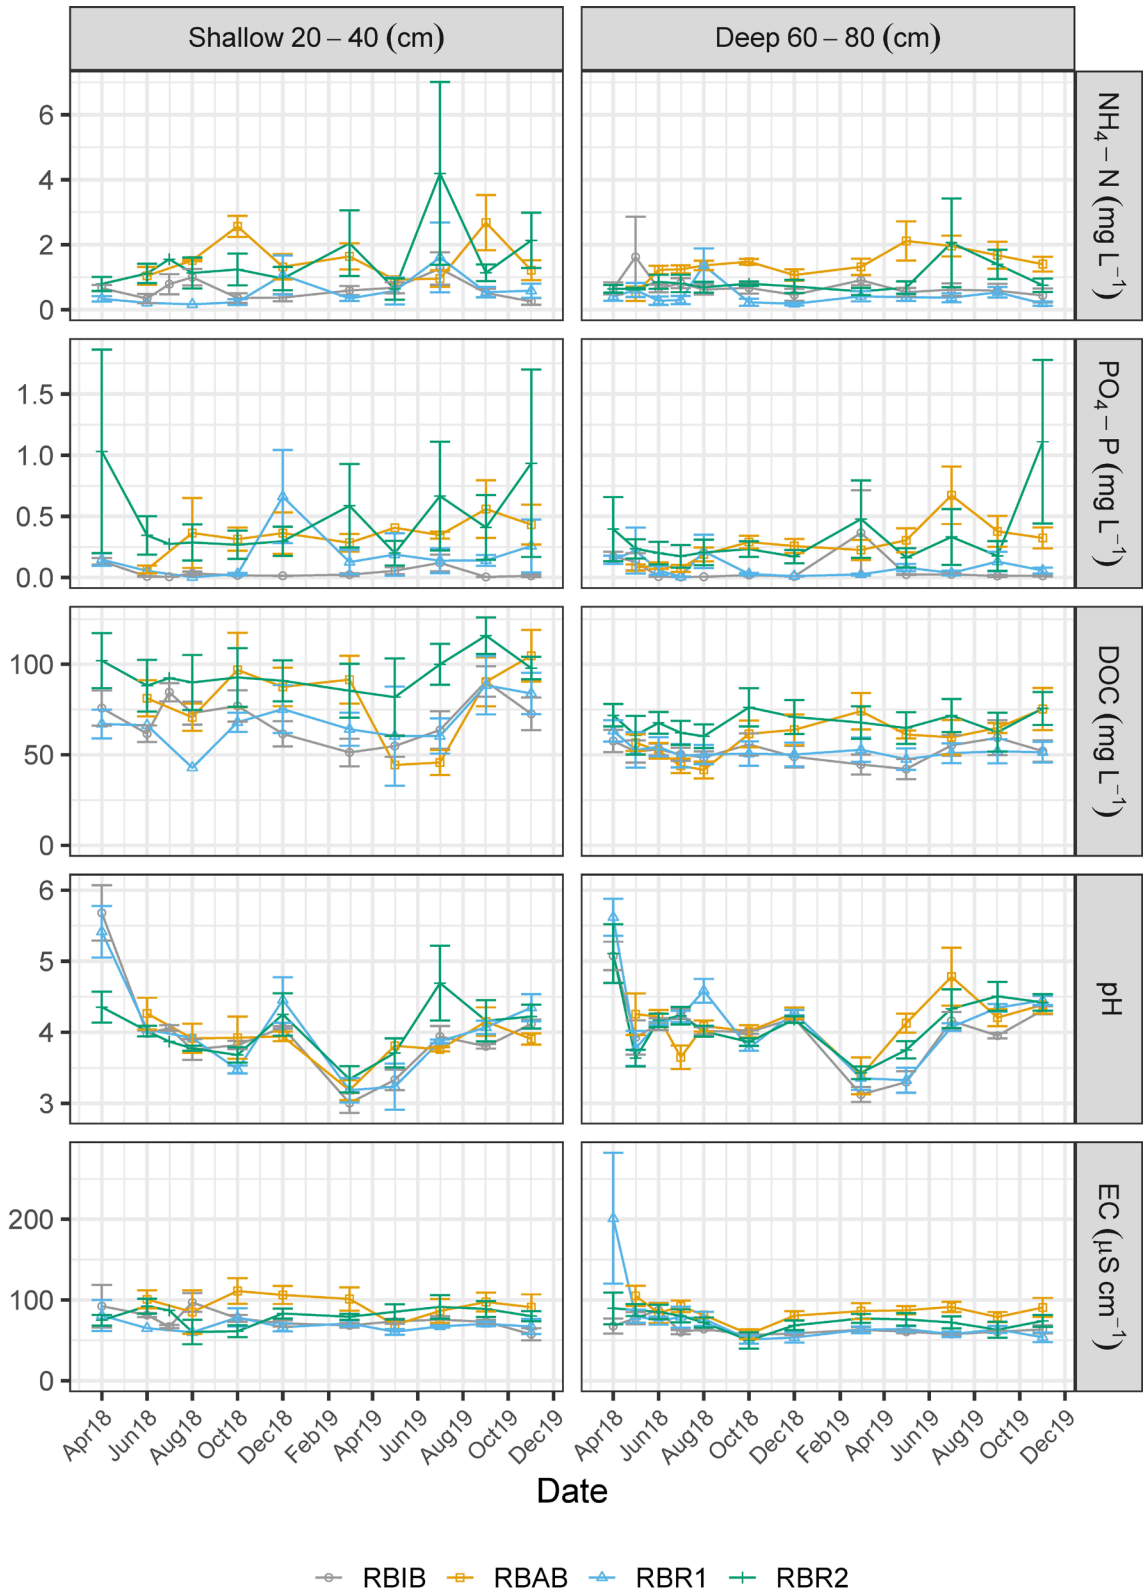 Shallow 20 – 40 (cm) Deep 60 – 80 (cm)
NH₄ – N (mg L⁻¹)
6
4
2
0
PO₄ – P (mg L⁻¹)
1.5
1.0
0.5
0.0
DOC (mg L⁻¹)
100
50
0
pH
6
5
4
3
EC (μS cm⁻¹)
200
100
0
Apr18 Jun18 Aug18 Oct18 Dec18 Feb19 Apr19 Jun19 Aug19 Oct19 Dec19 Apr18 Jun18 Aug18 Oct18 Dec18 Feb19 Apr19 Jun19 Aug19 Oct19 Dec19
Date
RBIB RBAB RBR1 RBR2